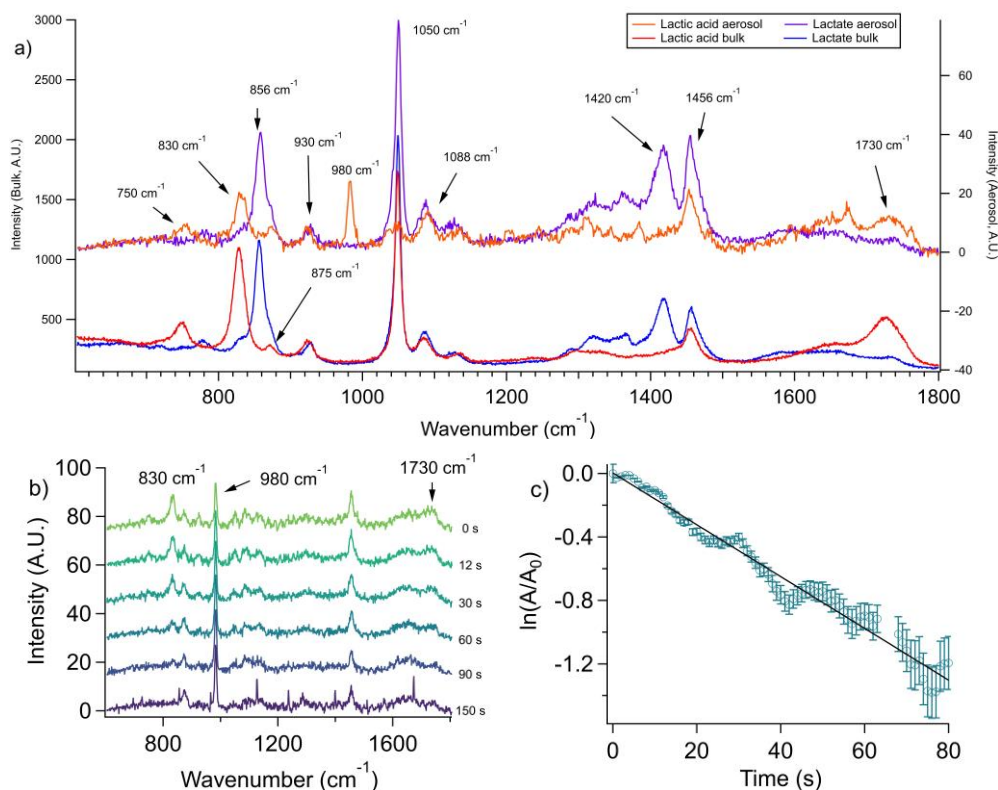 a)
Lactic acid aerosol
Lactic acid bulk
Lactate aerosol
Lactate bulk
Intensity (Bulk, A.U.)
3000
2500
2000
1500
1000
500
750 cm⁻¹
830 cm⁻¹
856 cm⁻¹
930 cm⁻¹
980 cm⁻¹
875 cm⁻¹
1050 cm⁻¹
1088 cm⁻¹
1420 cm⁻¹
1456 cm⁻¹
1730 cm⁻¹
60
40
20
0
-20
-40
Intensity (Aerosol, A.U.)
800
1000
1200
1400
1600
1800
Wavenumber (cm⁻¹)
b)
Intensity (A.U.)
100
80
60
40
20
0
830 cm⁻¹
980 cm⁻¹
1730 cm⁻¹
0 s
12 s
30 s
60 s
90 s
150 s
800
1200
1600
Wavenumber (cm⁻¹)
c)
ln(A/A₀)
0.0
-0.4
-0.8
-1.2
0
20
40
60
80
Time (s)